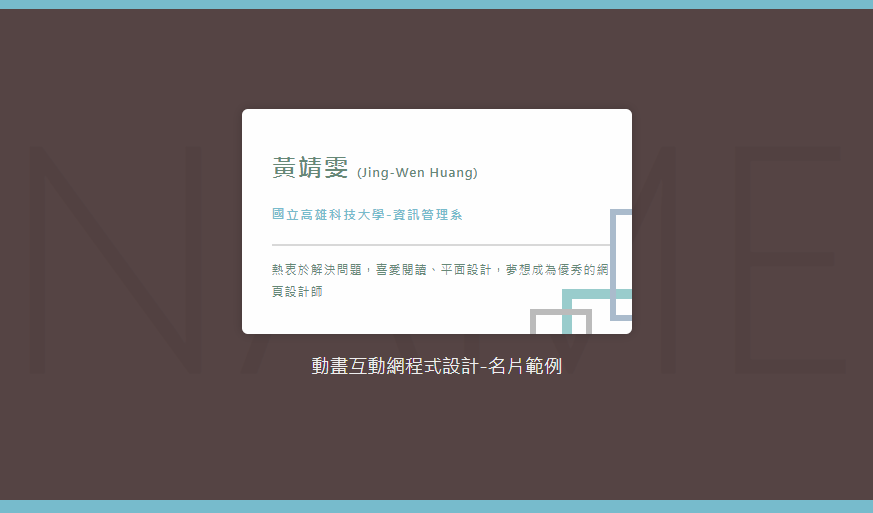 NAME
黃靖雯 (Jing-Wen Huang)
國立高雄科技大學-資訊管理系
熱衷於解決問題，喜愛閱讀、平面設計，夢想成為優秀的網
頁設計師
動畫互動網程式設計-名片範例